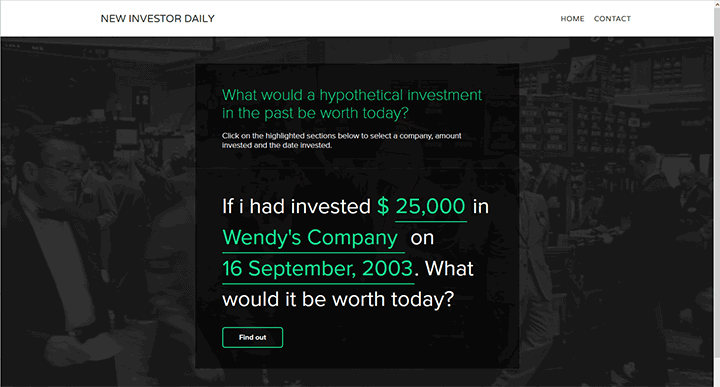 NEW INVESTOR DAILY
HOME CONTACT
What would a hypothetical investment
in the past be worth today?
Click on the highlighted sections below to select a company, amount
invested and the date invested.
If i had invested $ 25,000 in
Wendy's Company on
16 September, 2003. What
would it be worth today?
Find out